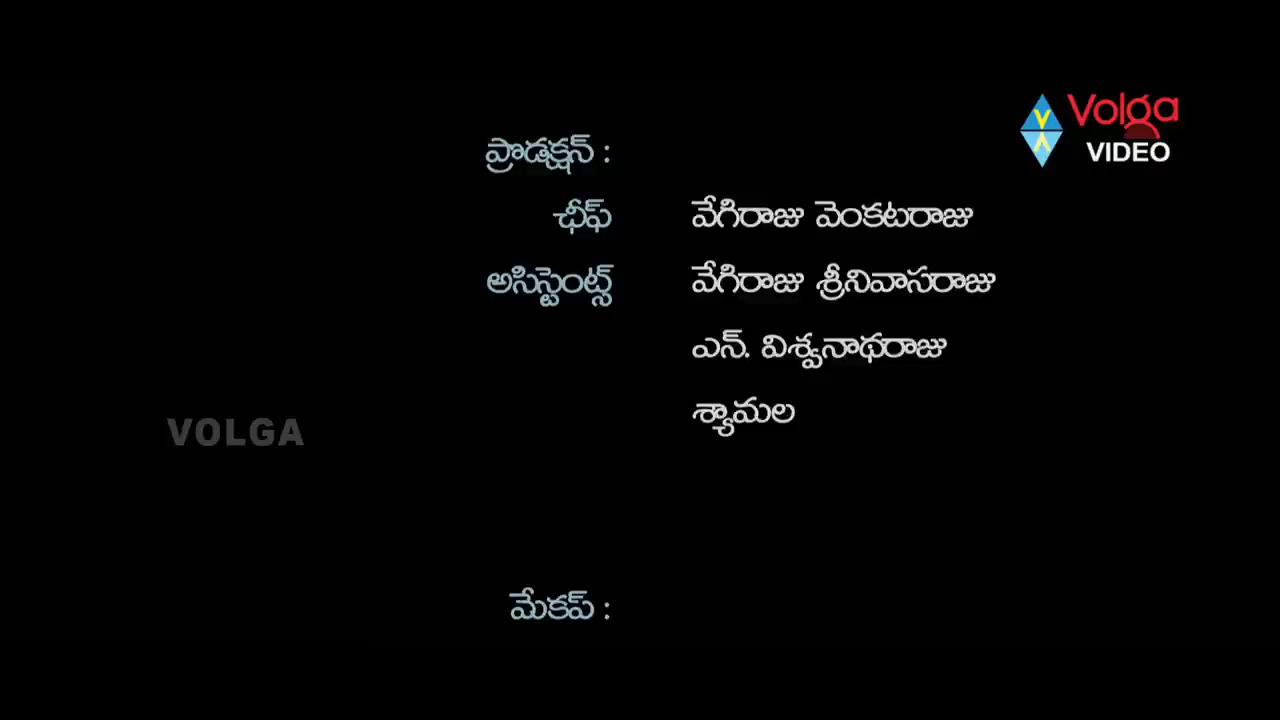 Volga
VIDEO
ప్రొడక్షన్ :
ఛీఫ్ వేగిరాజు వెంకటరాజు
అసిస్టెంట్స్ వేగిరాజు శ్రీనివాసరాజు
ఎన్. విశ్వనాథరాజు
శ్యామల
VOLGA
మేకప్ :